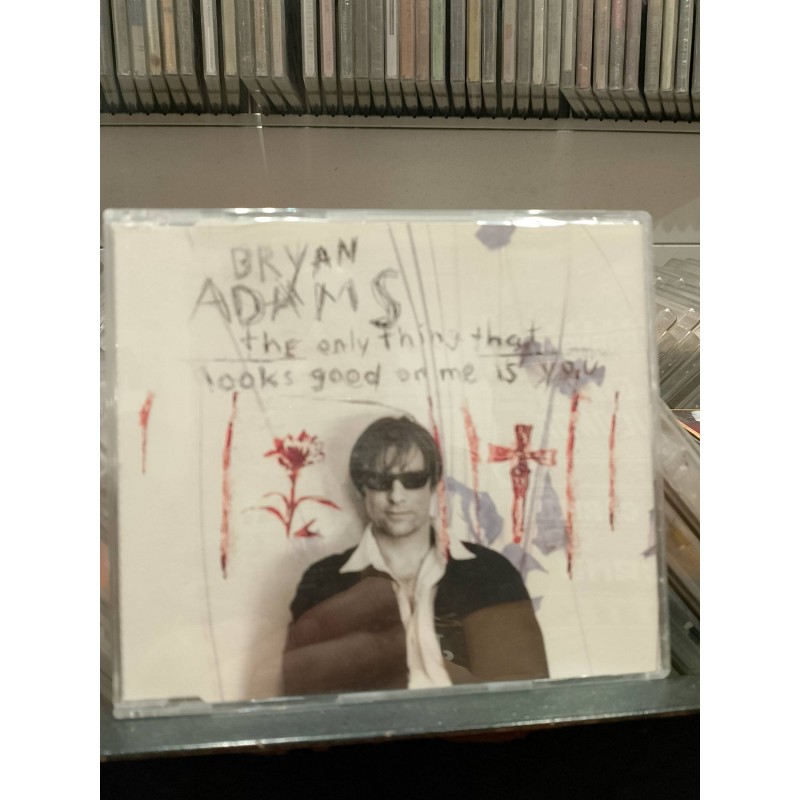 BRYAN
ADAMS
the only thing that
looks good on me is you